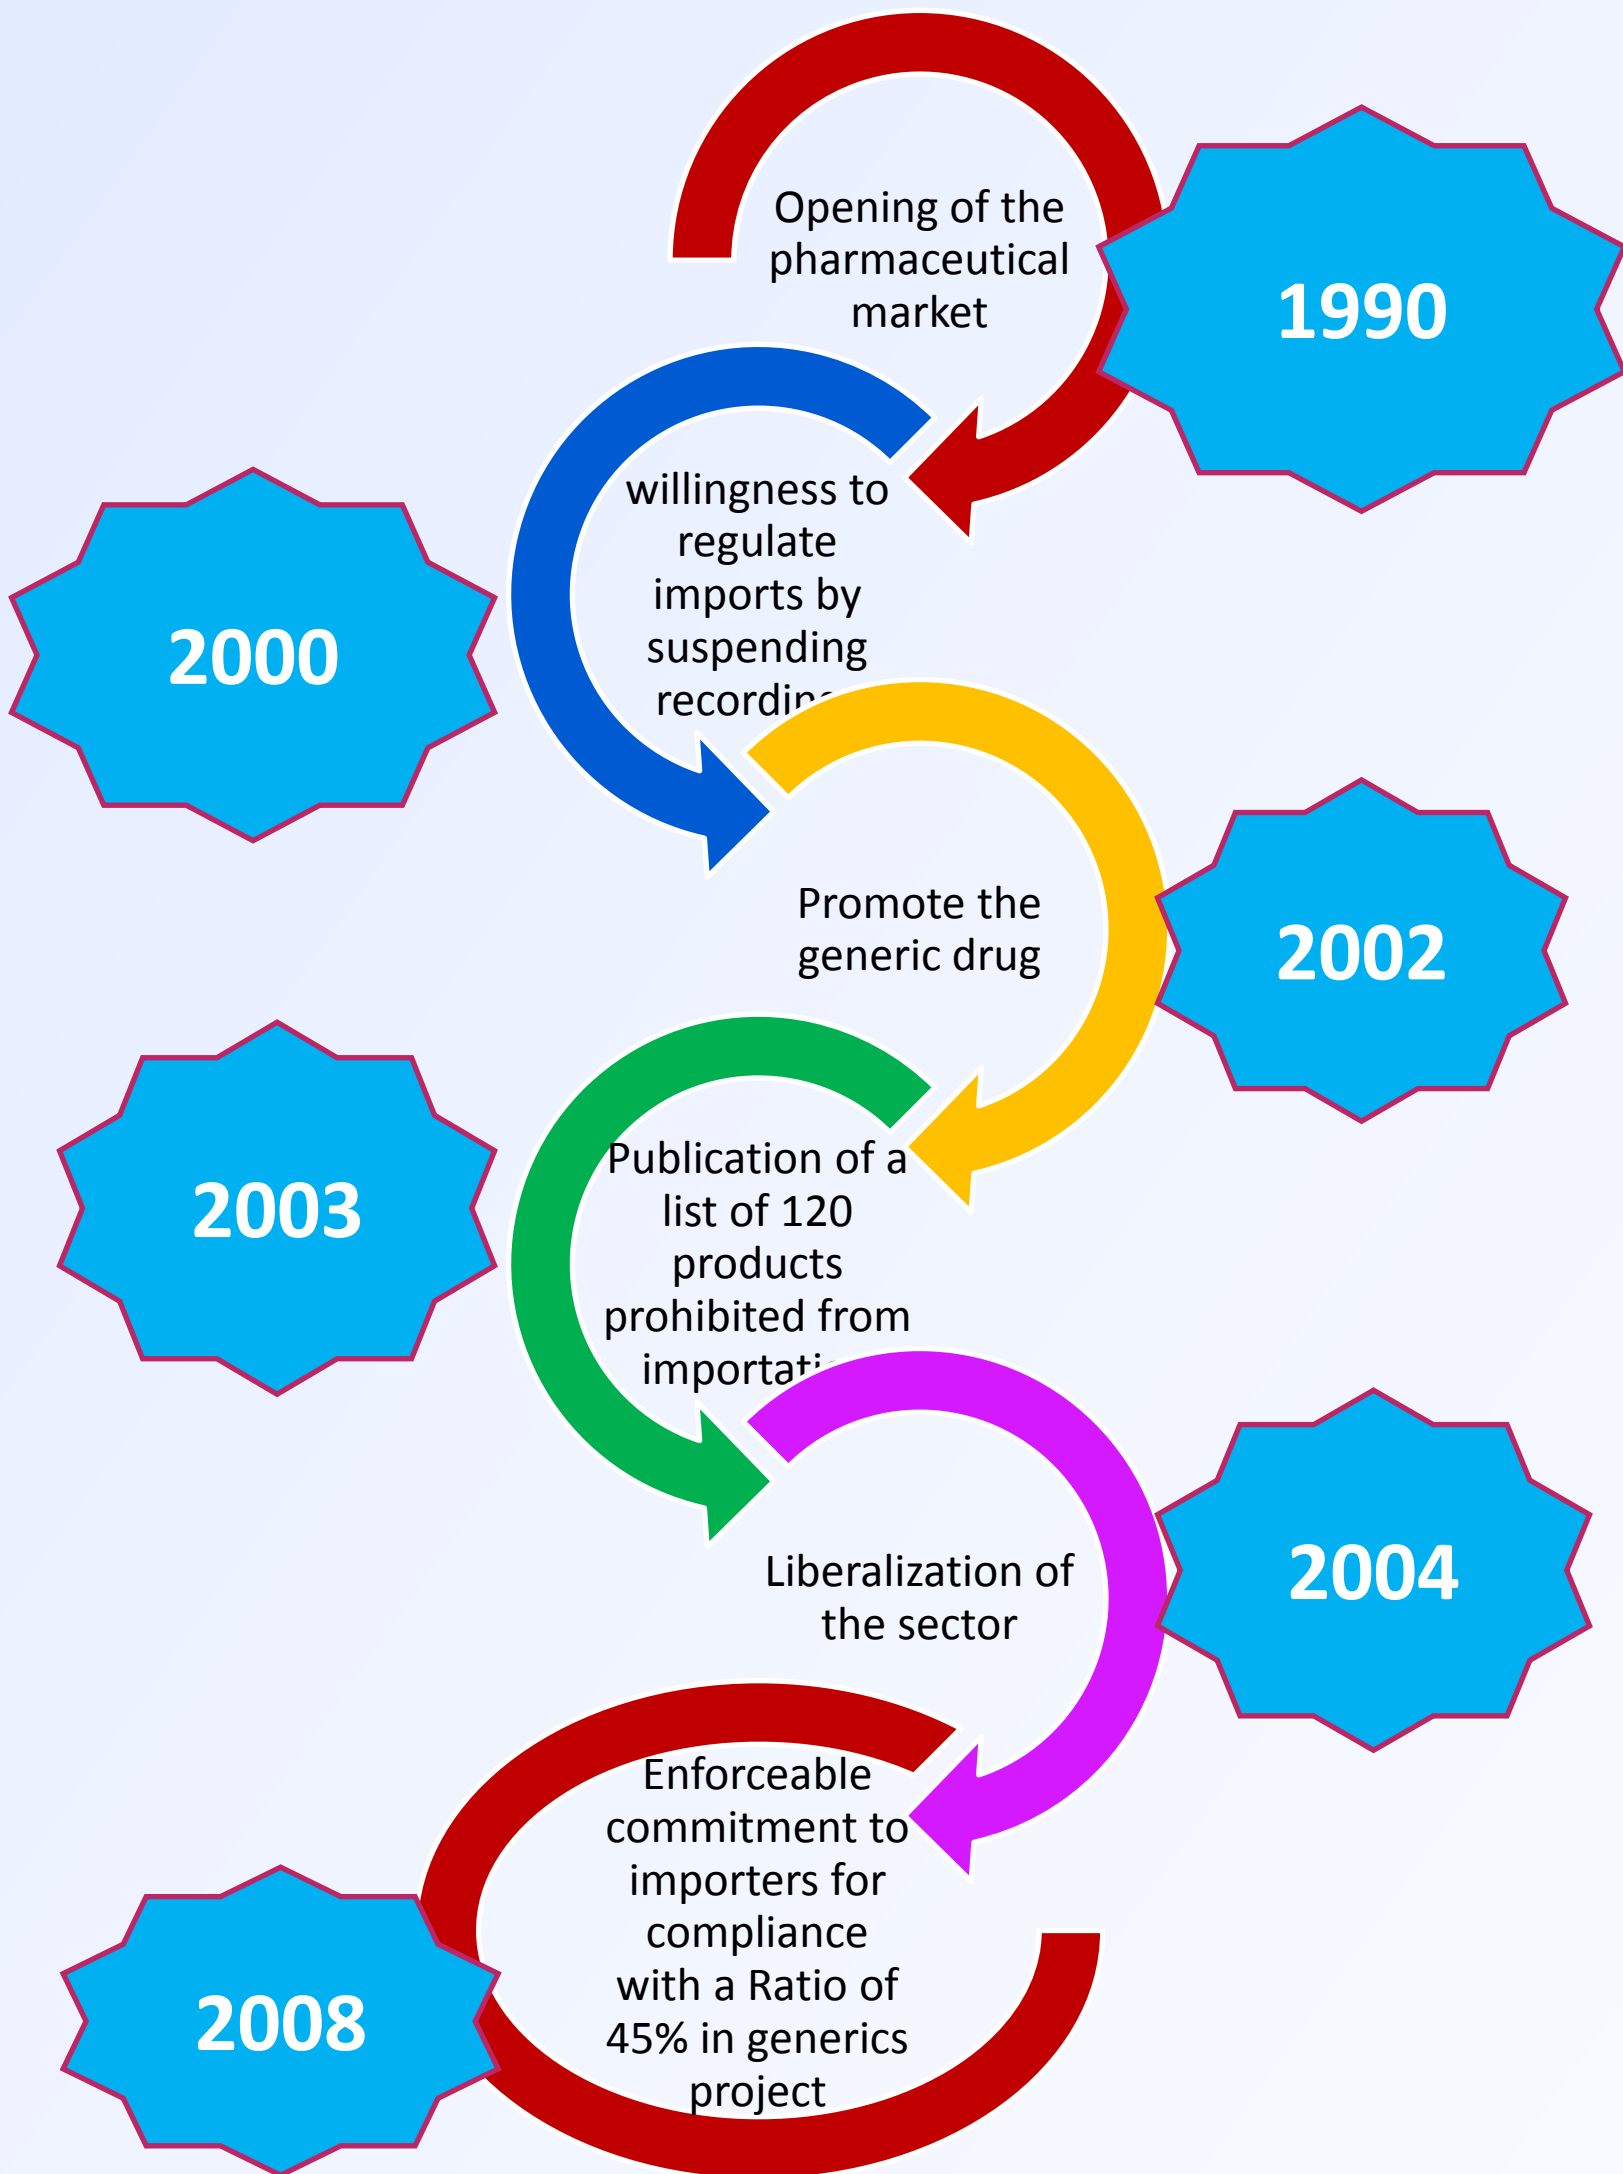 Opening of the
pharmaceutical
market
1990
willingness to
regulate
imports by
suspending
2000
Promote the
generic drug
2002
Publication of a
list of 120
products
prohibited from
2003
Liberalization of
the sector
2004
Enforceable
commitment to
importers for
compliance
with a Ratio of
45% in generics
project
2008